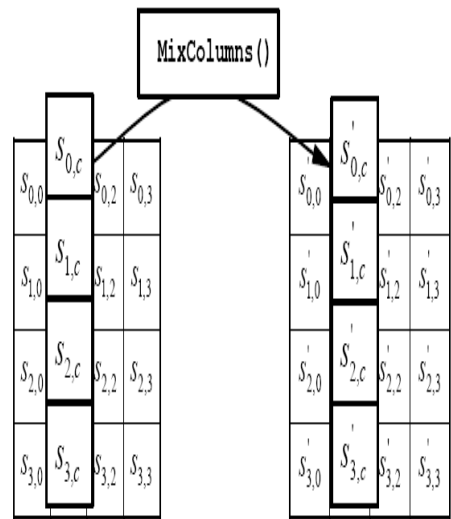 MixColumns()
S0,0 S0,c S0,2 S0,3 S'0,0 S'0,c S'0,2 S'0,3
S1,0 S1,c S1,2 S1,3 S'1,0 S'1,c S'1,2 S'1,3
S2,0 S2,c S2,2 S2,3 S'2,0 S'2,c S'2,2 S'2,3
S3,0 S3,c S3,2 S3,3 S'3,0 S'3,c S'3,2 S'3,3